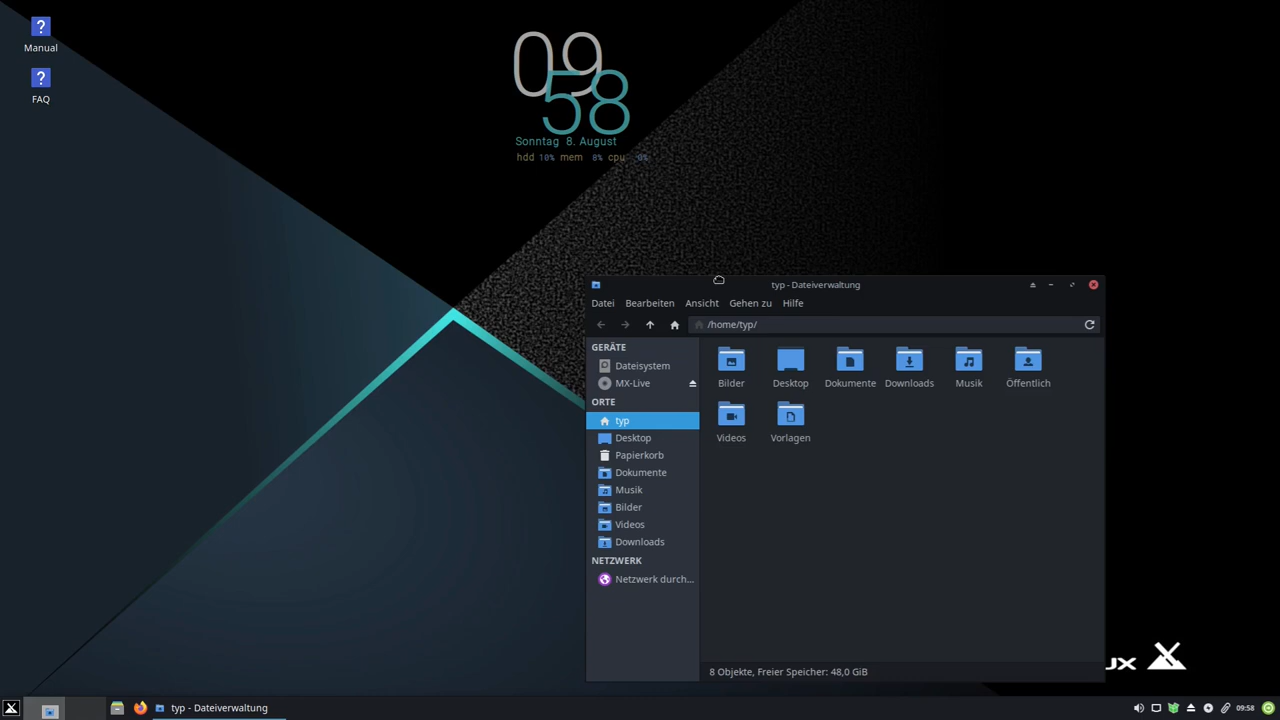 Manual
FAQ
09
58
Sonntag 8. August
hdd 10% mem 8% cpu 0%
typ - Dateiverwaltung
Datei Bearbeiten Ansicht Gehen zu Hilfe
/home/typ/
GERÄTE
Dateisystem
MX-Live
ORTE
typ
Desktop
Papierkorb
Dokumente
Musik
Bilder
Videos
Downloads
NETZWERK
Netzwerk durch...
Bilder Desktop Dokumente Downloads Musik Öffentlich
Videos Vorlagen
8 Objekte, Freier Speicher: 48,0 GiB
UX
typ - Dateiverwaltung
09:58